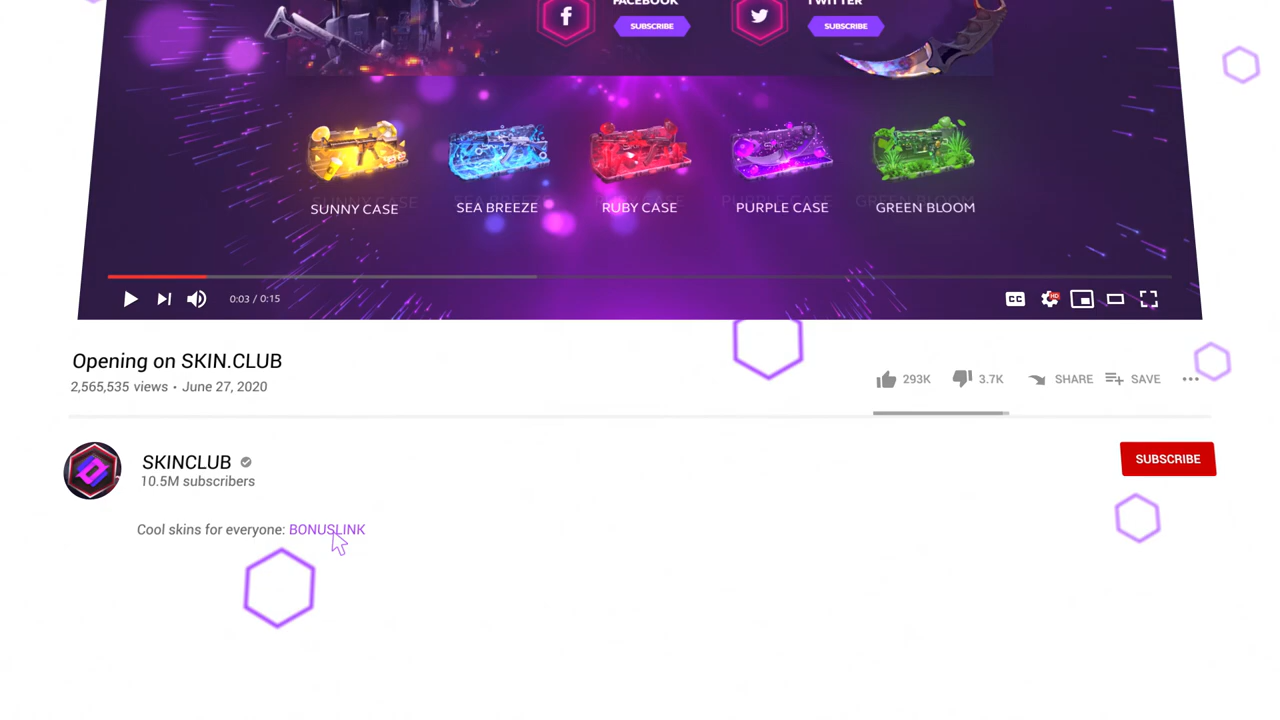 FACEBOOK
TWITTER
SUBSCRIBE
SUBSCRIBE
SUNNY CASE
SEA BREEZE
RUBY CASE
PURPLE CASE
GREEN BLOOM
0:03 / 0:15
CC
HD
Opening on SKIN.CLUB
2,565,535 views • June 27, 2020
293K
3.7K
SHARE
SAVE
SKINCLUB
10.5M subscribers
SUBSCRIBE
Cool skins for everyone: BONUSLINK